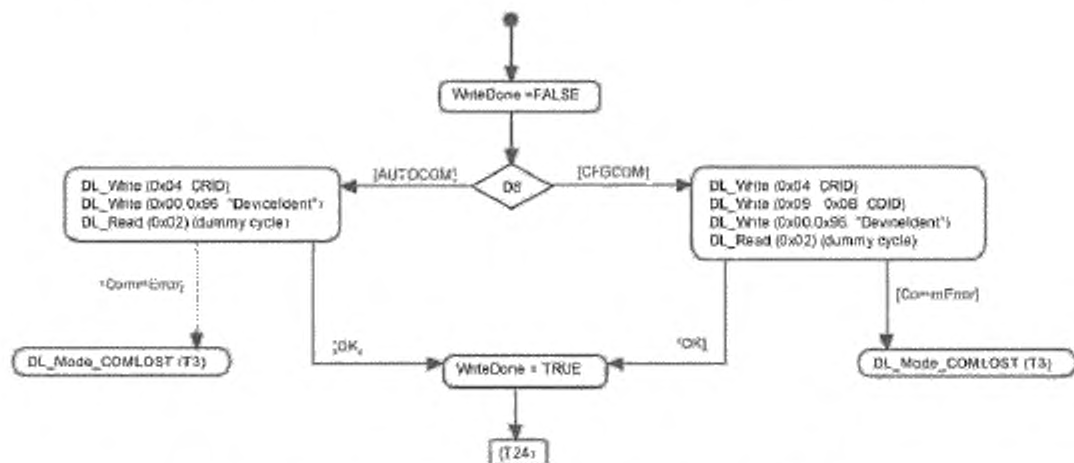 WriteDone =FALSE
[AUTOCOM]
D6
[CFGCOM]
DL_Write (0x04 CRID)
DL_Write (0x00,0x96 "DeviceIdent")
DL_Read (0x02) (dummy cycle)
DL_Write (0x04 CRID)
DL_Write (0x09 0x0B CDID)
DL_Write (0x00,0x96 "DeviceIdent")
DL_Read (0x02) (dummy cycle)
[CommError]
[CommError]
[OK]
[OK]
DL_Mode_COMLOST (T3)
WriteDone = TRUE
DL_Mode_COMLOST (T3)
(T24)